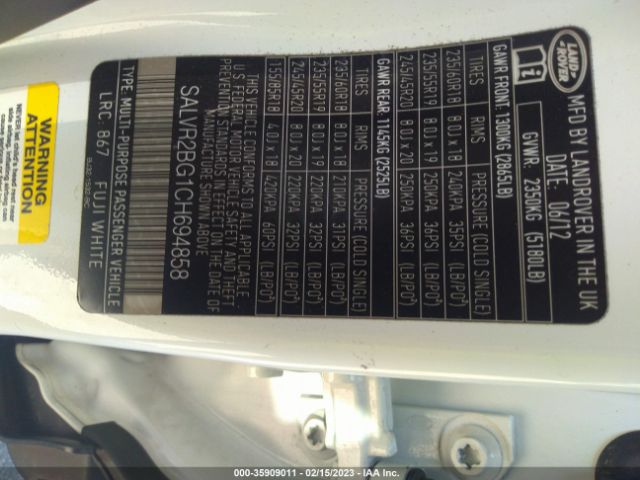 LAND
ROVER
MFD BY LANDROVER IN THE UK
DATE: 06/12
GVWR: 2350KG (5180LB)
GAWR FRONT 1300KG (2865LB)
TIRES RIMS PRESSURE (COLD SINGLE)
235/60R18 8.0J x 18 240KPA 35PSI (LB/PO²)
235/55R19 8.0J x 19 250KPA 36PSI (LB/PO²)
245/45R20 8.0J x 20 250KPA 36PSI (LB/PO²)
GAWR REAR 1145KG (2525LB)
TIRES RIMS PRESSURE (COLD SINGLE)
235/60R18 8.0J x 18 210KPA 31PSI (LB/PO²)
235/55R19 8.0J x 19 220KPA 32PSI (LB/PO²)
245/45R20 8.0J x 20 220KPA 32PSI (LB/PO²)
155/85R18 4.0J x 18 420KPA 60PSI (LB/PO²)
THIS VEHICLE CONFORMS TO ALL APPLICABLE
U S FEDERAL MOTOR VEHICLE SAFETY AND THEFT
PREVENTION STANDARDS IN EFFECT ON THE DATE OF
MANUFACTURE SHOWN ABOVE
SALVR2BG1CH694858
TYPE: MULTI-PURPOSE PASSENGER VEHICLE
LRC: 867 FUJI WHITE
WARNING
000-35909011 - 02/15/2023 - IAA Inc.